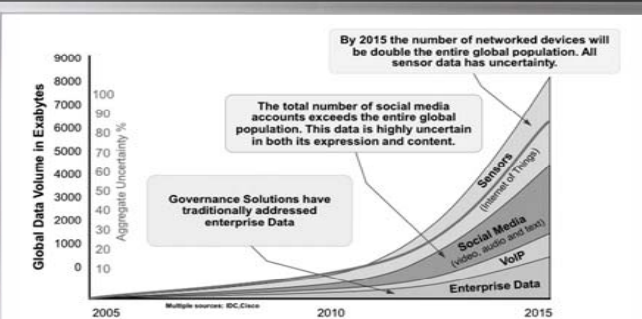 By 2015 the number of networked devices will
be double the entire global population. All
sensor data has uncertainty.
The total number of social media
accounts exceeds the entire global
population. This data is highly uncertain
in both its expression and content.
Governance Solutions have
traditionally addressed
enterprise Data
Global Data Volume in Exabytes
9000
8000
7000
6000
5000
4000
3000
2000
1000
0
Aggregate Uncertainty %
100
90
80
70
60
50
40
30
20
10
Sensors
(Internet of Things)
Social Media
(video, audio and text)
VoIP
Enterprise Data
Multiple sources: IDC,Cisco
2005
2010
2015